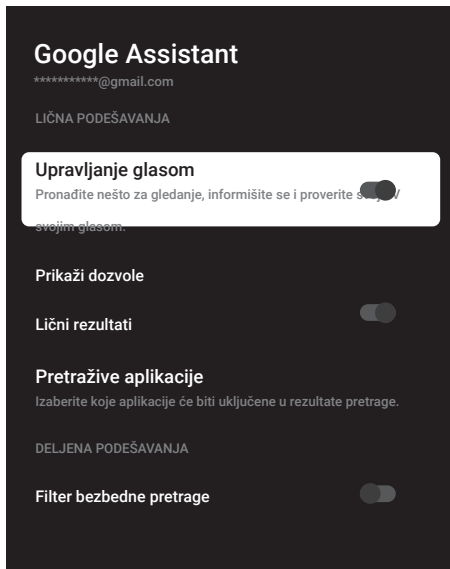 Google Assistant
***********@gmail.com
LIČNA PODEŠAVANJA
Upravljanje glasom
Pronađite nešto za gledanje, informišite se i proverite
svojim glasom.
Prikaži dozvole
Lični rezultati
Pretražive aplikacije
Izaberite koje aplikacije će biti uključene u rezultate pretrage.
DELJENA PODEŠAVANJA
Filter bezbedne pretrage